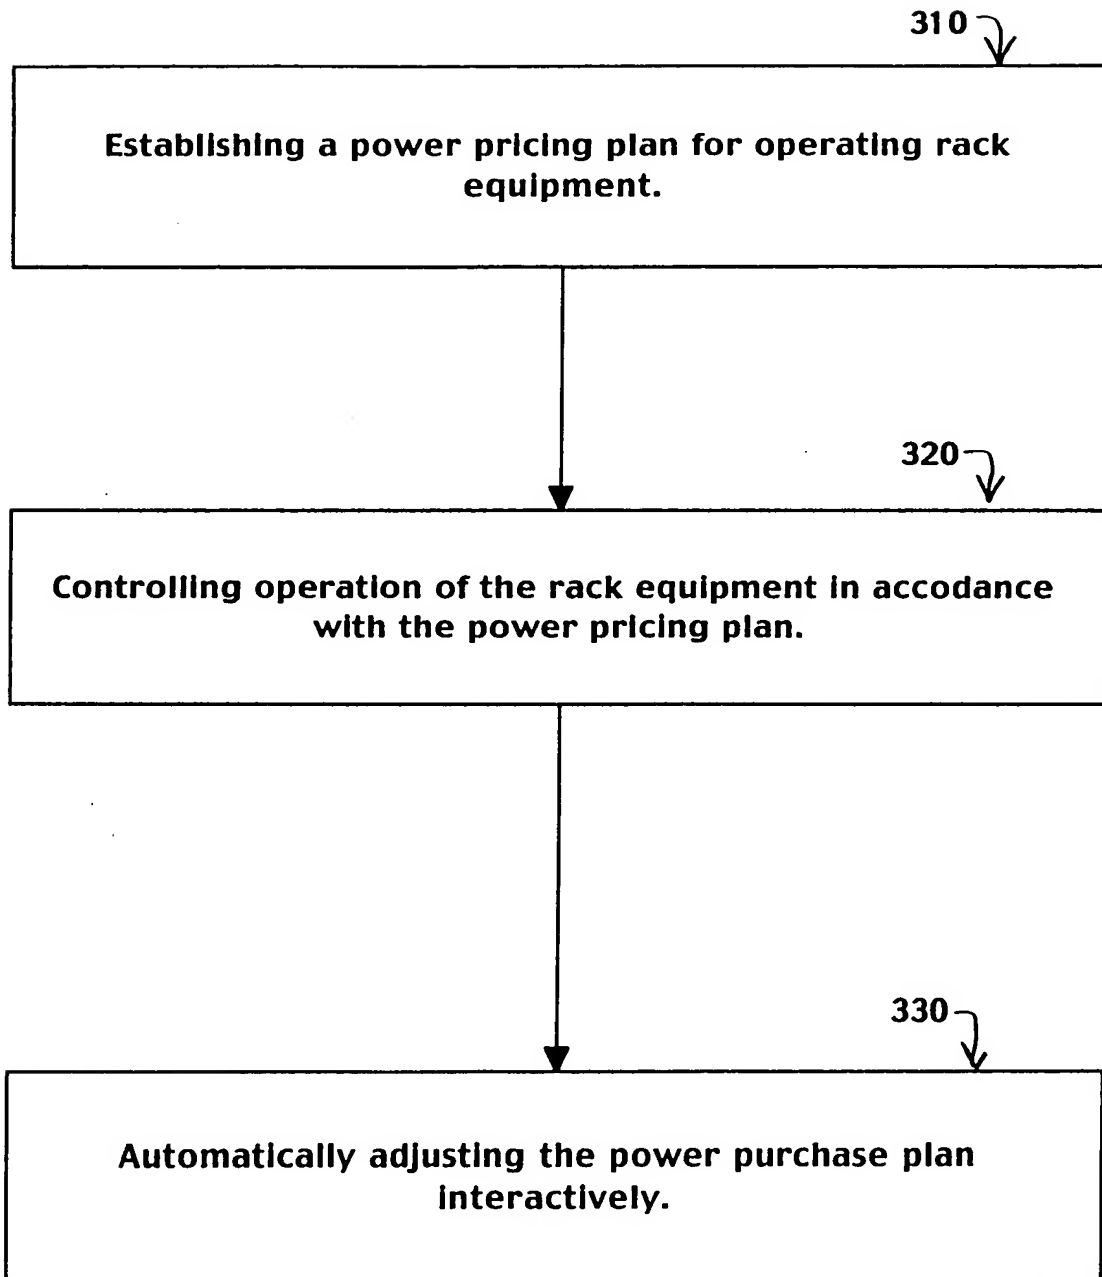 310
Establishing a power pricing plan for operating rack
equipment.
320
Controlling operation of the rack equipment in accodance
with the power pricing plan.
330
Automatically adjusting the power purchase plan
interactively.